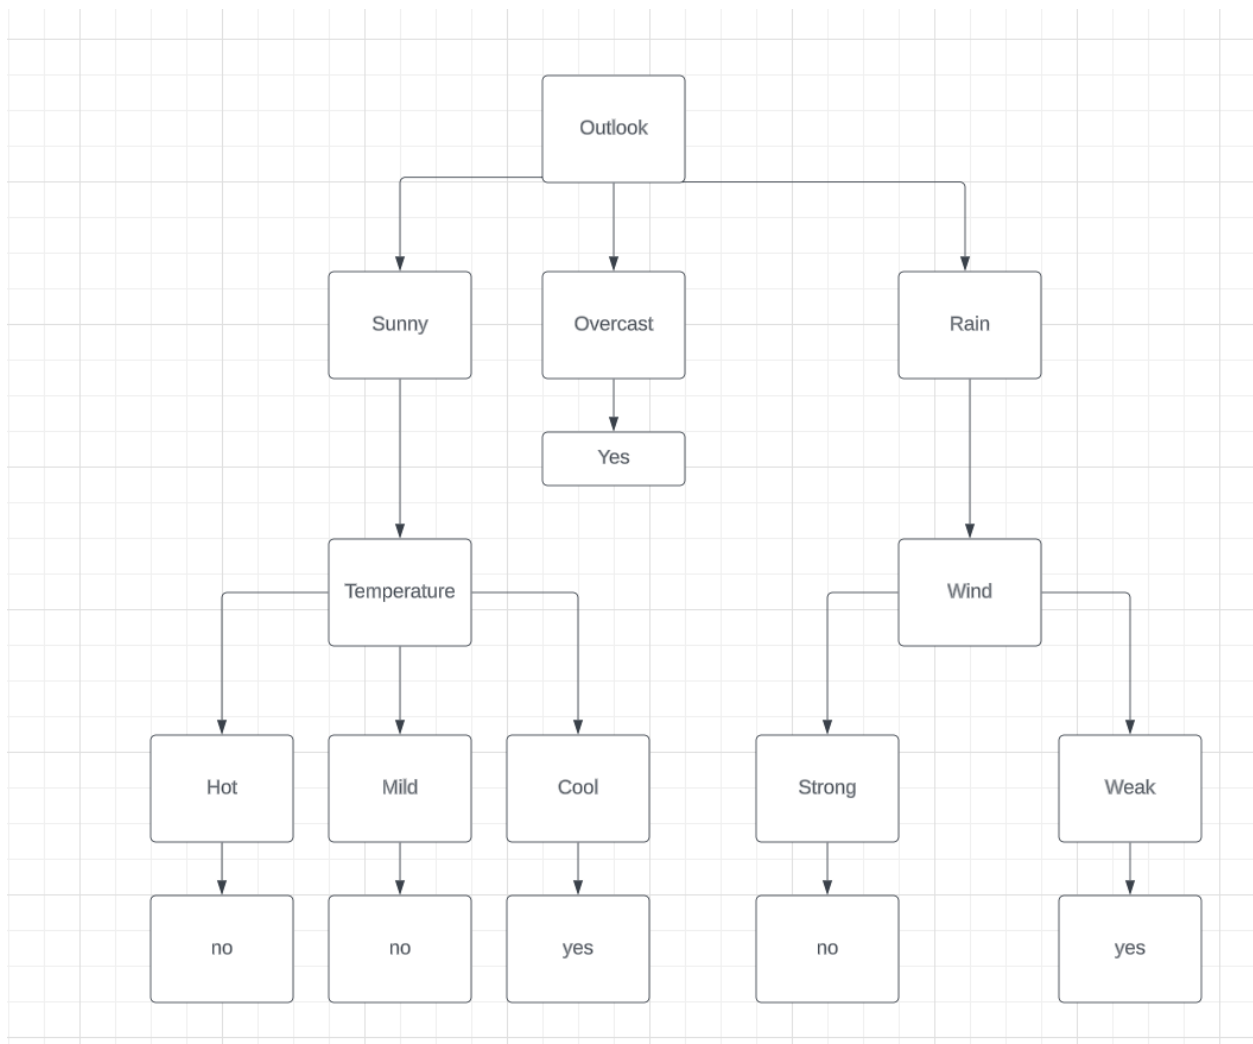 Outlook
Sunny
Overcast
Rain
Yes
Temperature
Wind
Hot
Mild
Cool
Strong
Weak
no
no
yes
no
yes